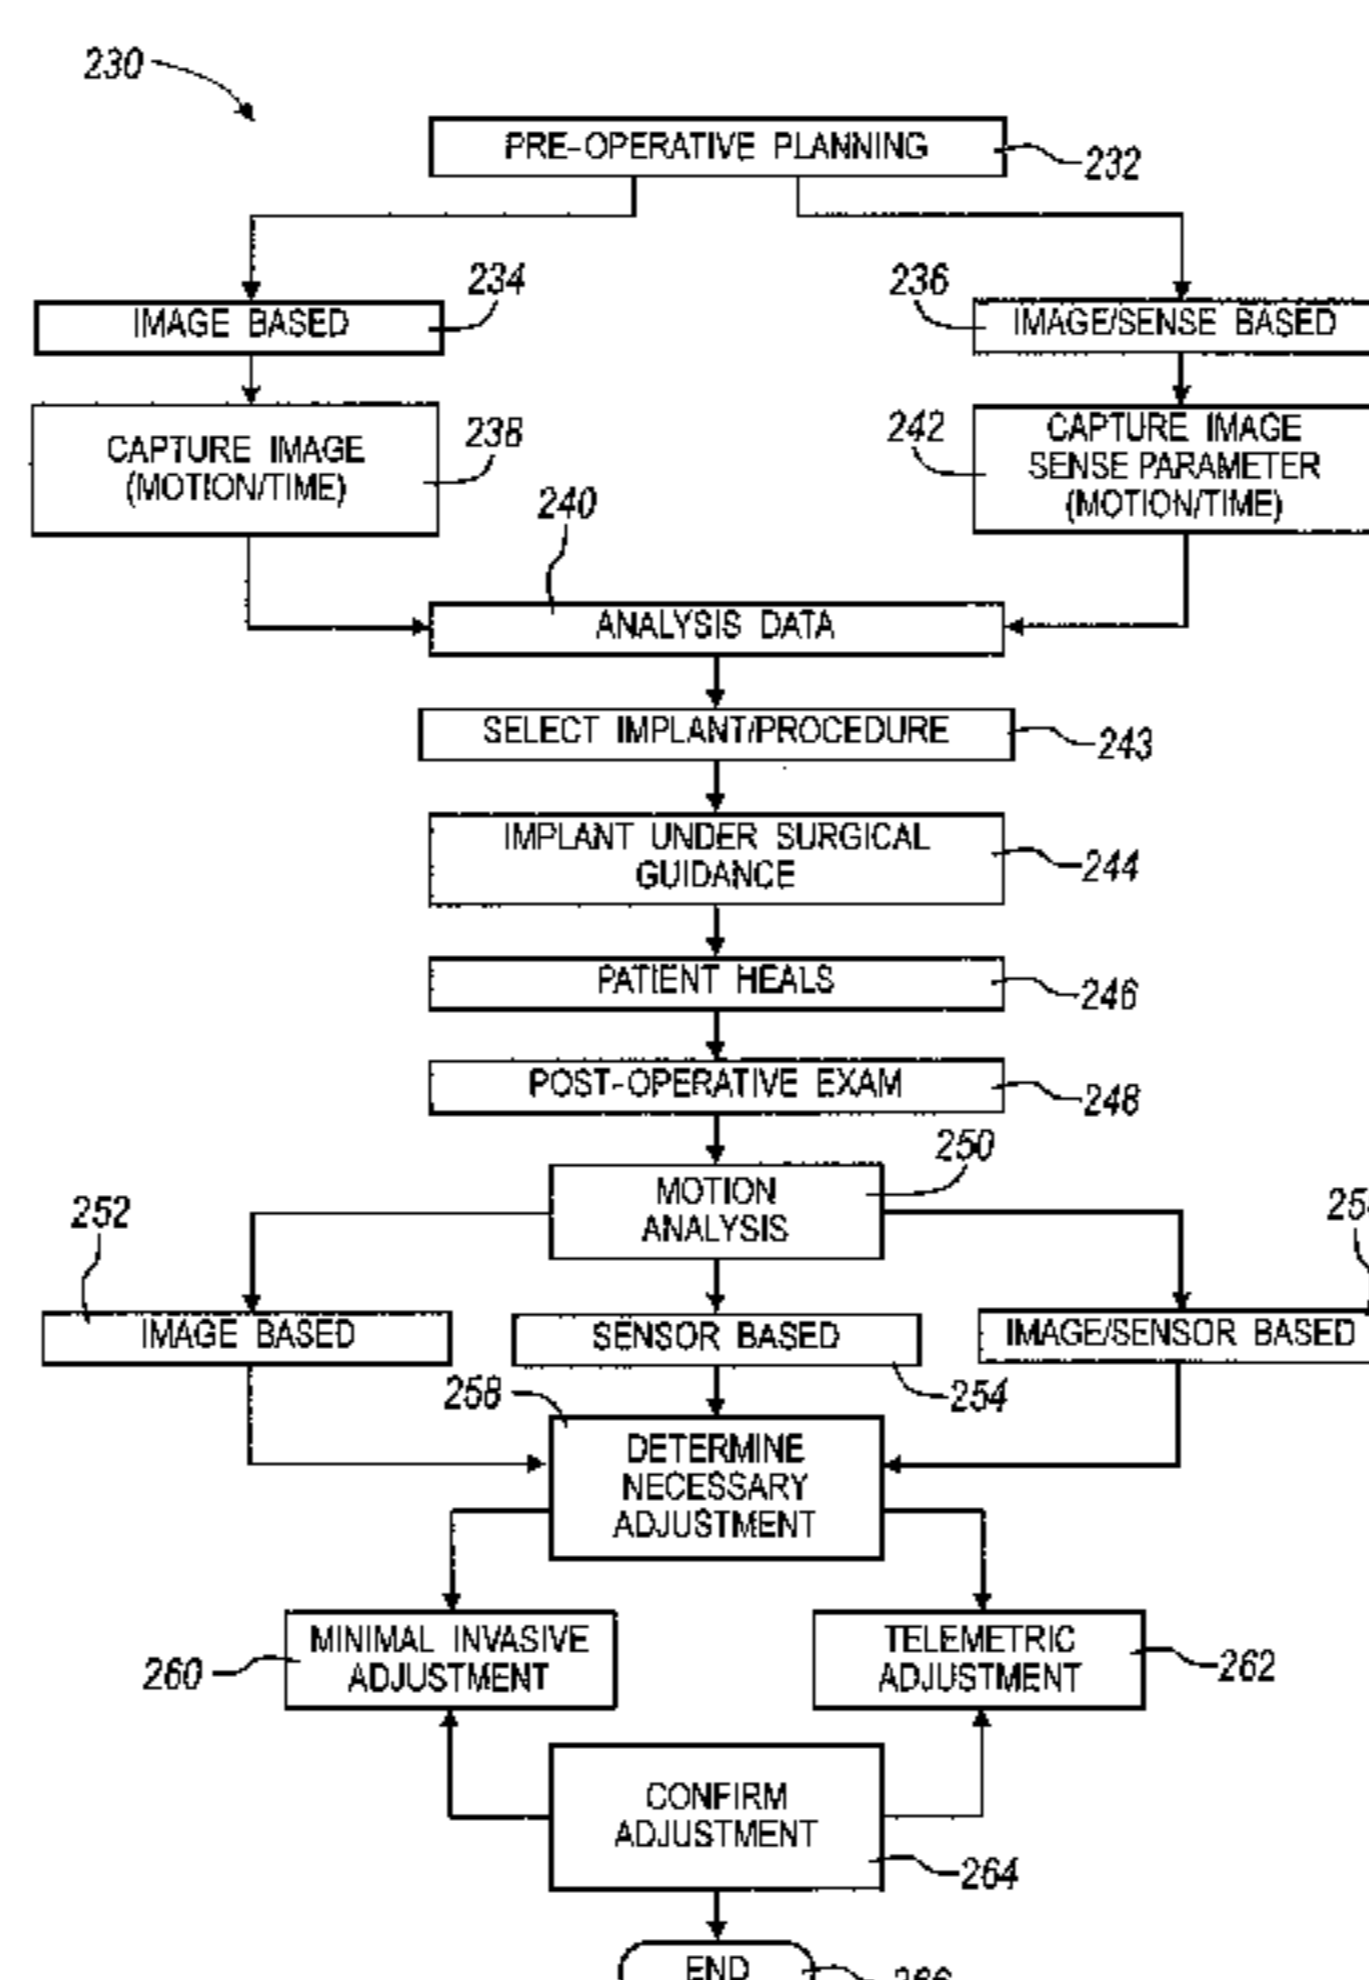 230
PRE-OPERATIVE PLANNING
232
234
236
IMAGE BASED
IMAGE/SENSE BASED
238
242
CAPTURE IMAGE
(MOTION/TIME)
CAPTURE IMAGE
SENSE PARAMETER
(MOTION/TIME)
240
ANALYSIS DATA
SELECT IMPLANT/PROCEDURE
243
IMPLANT UNDER SURGICAL
GUIDANCE
244
PATIENT HEALS
246
POST-OPERATIVE EXAM
248
250
MOTION
ANALYSIS
252
IMAGE BASED
SENSOR BASED
254
IMAGE/SENSOR BASED
258
DETERMINE
NECESSARY
ADJUSTMENT
MINIMAL INVASIVE
ADJUSTMENT
260
TELEMETRIC
ADJUSTMENT
262
CONFIRM
ADJUSTMENT
264
END